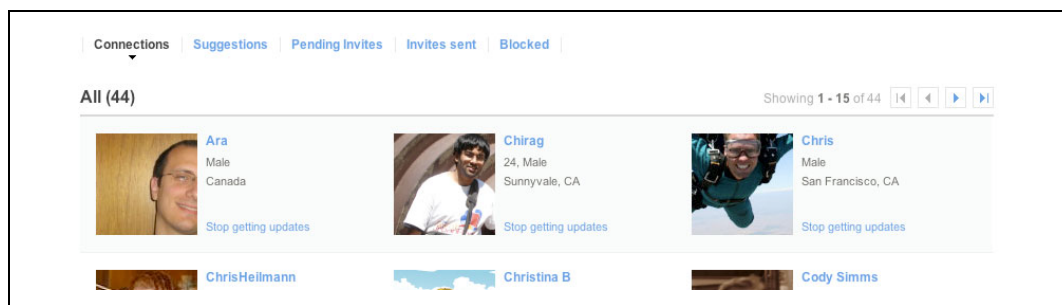 Connections Suggestions Pending Invites Invites sent Blocked
All (44) Showing 1 - 15 of 44
Ara Chirag Chris
Male 24, Male Male
Canada Sunnyvale, CA San Francisco, CA
Stop getting updates Stop getting updates Stop getting updates
ChrisHeilmann Christina B Cody Simms